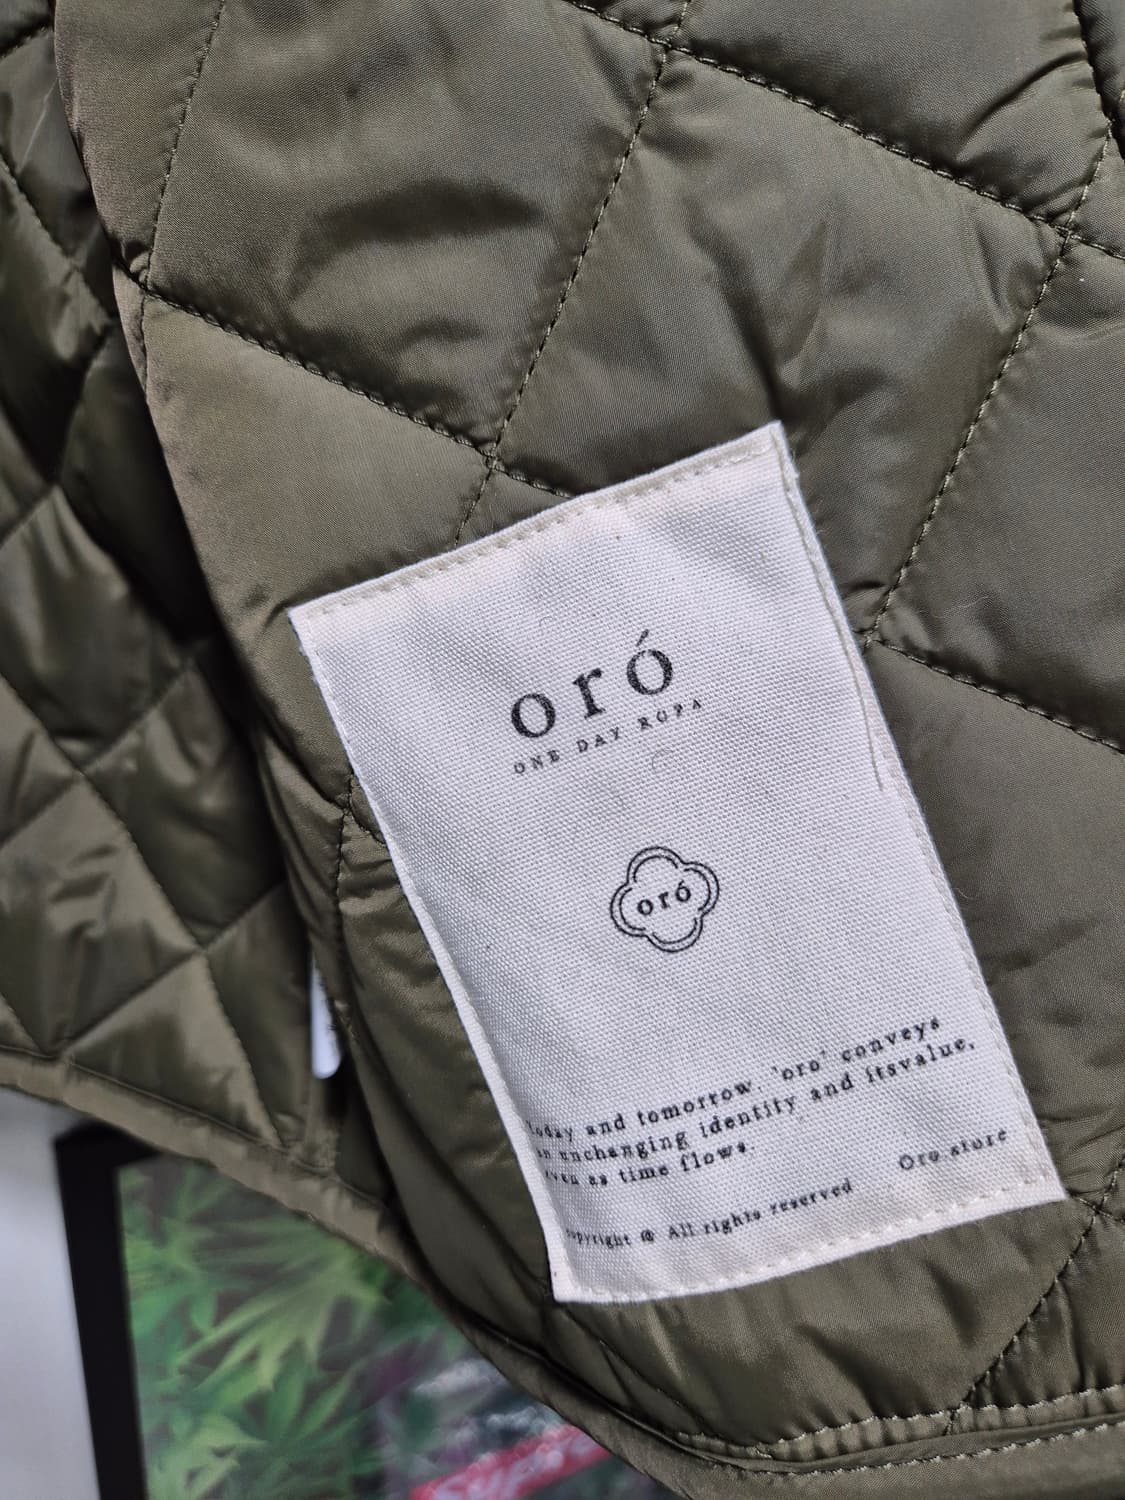 oró
ONE DAY ROPA
oró
today and tomorrow. 'oro' conveys
an unchanging identity and itsvalue,
even as time flows.
copyright ® All rights reserved Oro store
Supreme